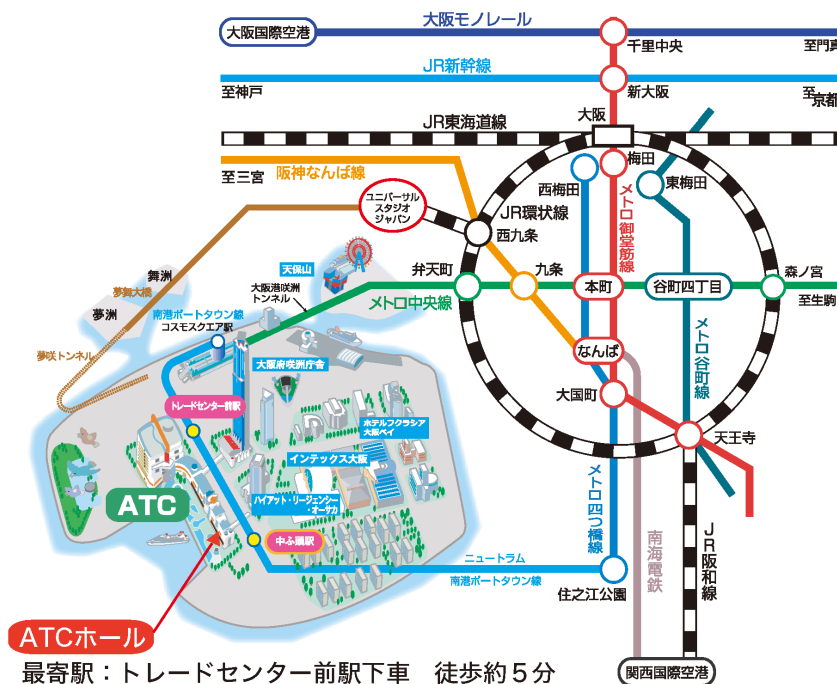 大阪モノレール
大阪国際空港
千里中央
至門真
JR新幹線
至神戸
新大阪
至
京都
大阪
JR東海道線
梅田
阪神なんば線
至三宮
西梅田
東梅田
メトロ御堂筋線
ユニバーサル
スタジオ
ジャパン
JR環状線
西九条
天保山
舞洲
弁天町
九条
本町
谷町四丁目
森ノ宮
大阪港咲洲
トンネル
夢舞大橋
夢洲
メトロ中央線
至生駒
南港ポートタウン線
コスモスクエア駅
夢咲トンネル
メトロ谷町線
なんば
大阪府咲洲庁舎
大国町
トレードセンター前駅
ホテルフクラシア
大阪ベイ
天王寺
インテックス大阪
ATC
ハイアット・リージェンシー
・オーサカ
メトロ四つ橋線
南海電鉄
JR阪和線
中ふ頭駅
ニュートラム
南港ポートタウン線
住之江公園
ATCホール
最寄駅：トレードセンター前駅下車　徒歩約５分
関西国際空港